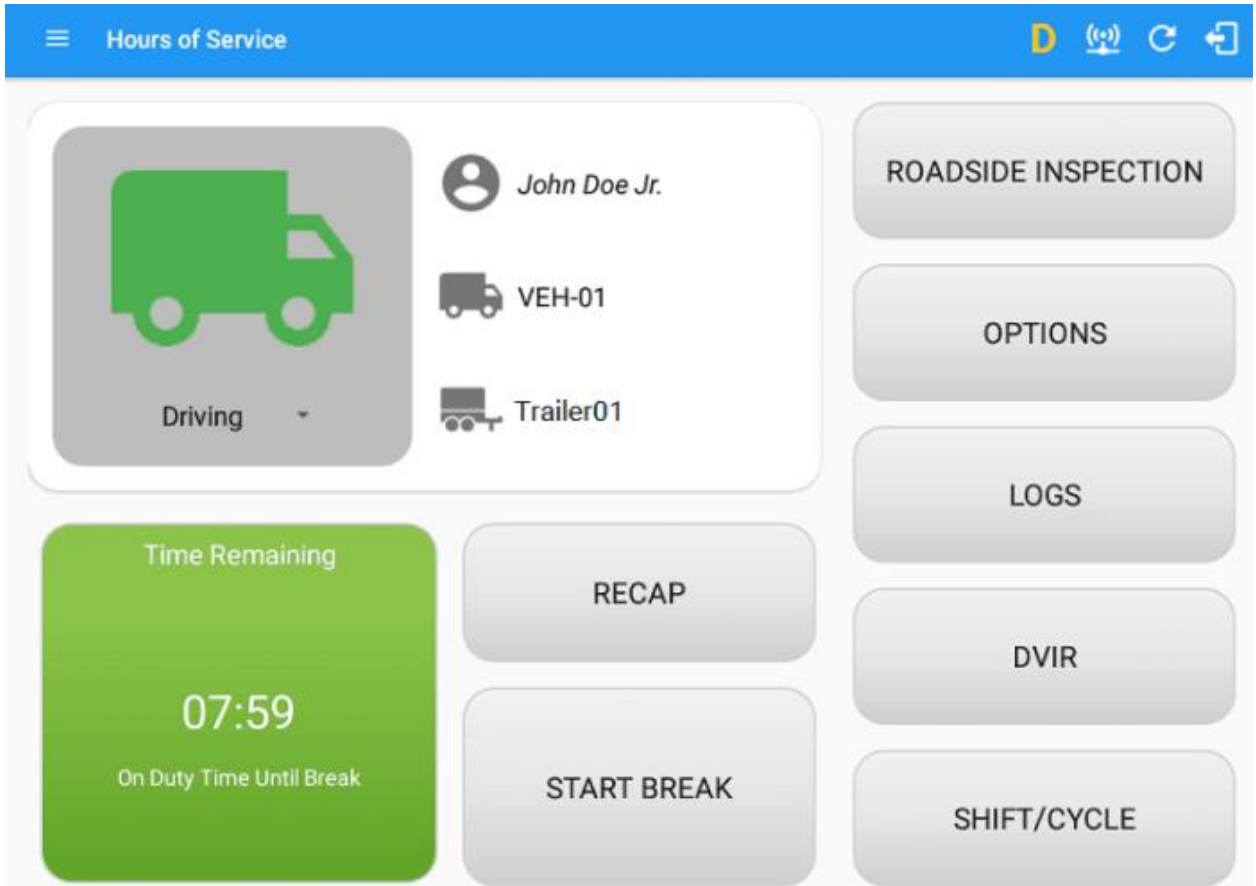 Hours of Service
D
John Doe Jr.
VEH-01
Trailer01
Driving
Time Remaining
07:59
On Duty Time Until Break
RECAP
START BREAK
ROADSIDE INSPECTION
OPTIONS
LOGS
DVIR
SHIFT/CYCLE